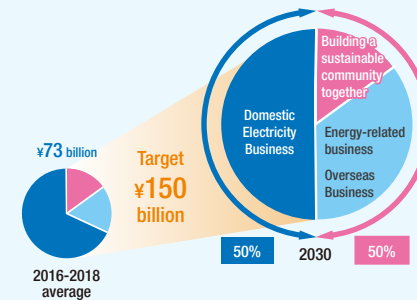 ¥73 billion
2016-2018
average
Target
¥150
billion
Domestic
Electricity
Business
Building a
sustainable
community
together
Energy-related
business
Overseas
Business
50%
2030
50%